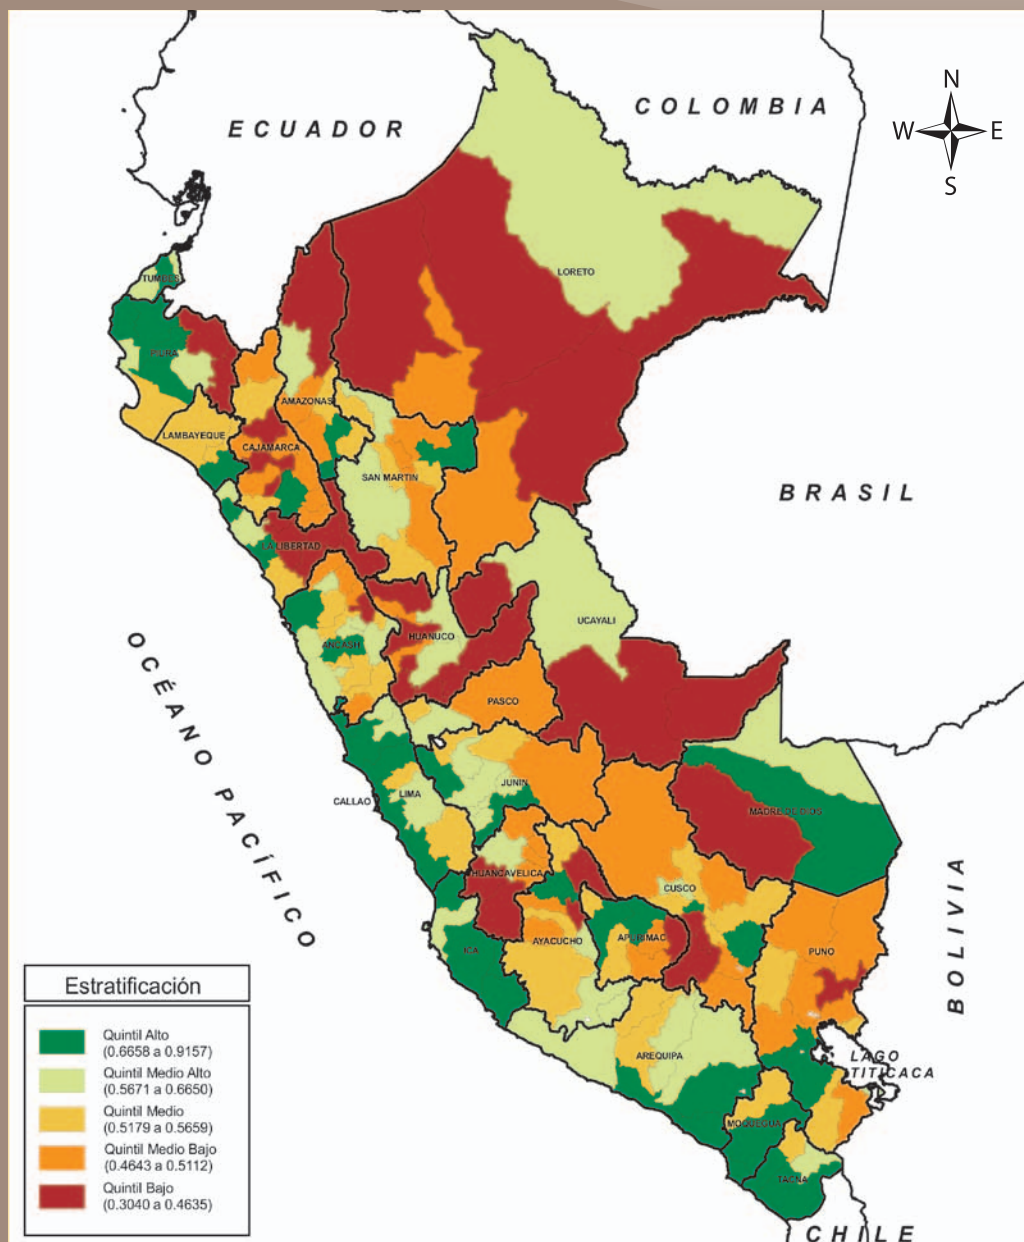 COLOMBIA
ECUADOR
N
W E
S
LORETO
TUMBES
PIURA
AMAZONAS
LAMBAYEQUE
CAJAMARCA
SAN MARTIN
BRASIL
LA LIBERTAD
UCAYALI
HUANUCO
ANCASH
PASCO
OCÉANO PACÍFICO
JUNIN
LIMA
CALLAO
MADRE DE DIOS
HUANCAVELICA
CUSCO
BOLIVIA
AYACUCHO
APURIMAC
ICA
PUNO
AREQUIPA
LAGO
TITICACA
MOQUEGUA
TACNA
CHILE
Estratificación
Quintil Alto
(0.6658 a 0.9157)
Quintil Medio Alto
(0.5671 a 0.6650)
Quintil Medio
(0.5179 a 0.5659)
Quintil Medio Bajo
(0.4643 a 0.5112)
Quintil Bajo
(0.3040 a 0.4635)